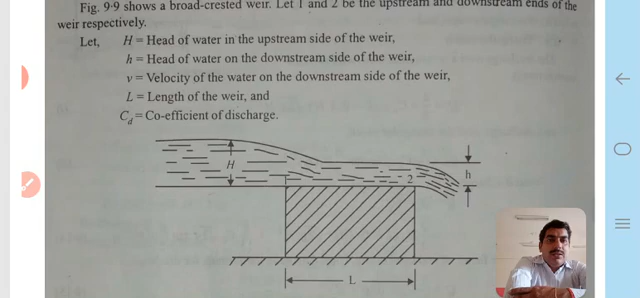 Fig. 9·9 shows a broad-crested weir. Let 1 and 2 be the upstream and downstream ends of the
weir respectively.
Let, H = Head of water in the upstream side of the weir,
h = Head of water on the downstream side of the weir,
v = Velocity of the water on the downstream side of the weir,
L = Length of the weir, and
C_d = Co-efficient of discharge.
H
1
2
h
L